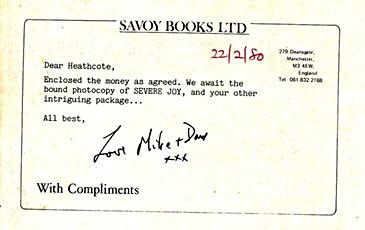 SAVOY BOOKS LTD
22/2/80
279 Deansgate,
Manchester,
M3 4EW,
England
Tel 061 832 2168
Dear Heathcote,
Enclosed the money as agreed. We await the
bound photocopy of SEVERE JOY, and your other
intriguing package...
All best,
Love Mike + Dave
xxx
With Compliments